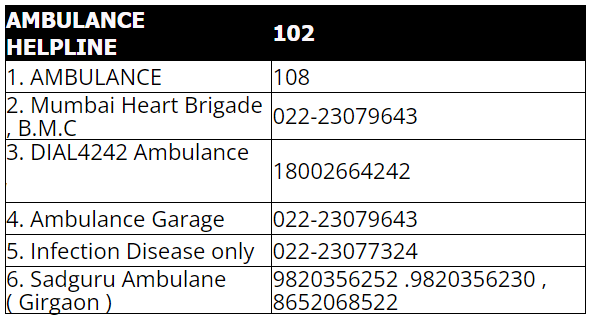 AMBULANCE
HELPLINE
102
1. AMBULANCE
108
2. Mumbai Heart Brigade
, B.M.C
022-23079643
3. DIAL4242 Ambulance
.
18002664242
4. Ambulance Garage
022-23079643
5. Infection Disease only
022-23077324
6. Sadguru Ambulane
( Girgaon )
9820356252 .9820356230 ,
8652068522